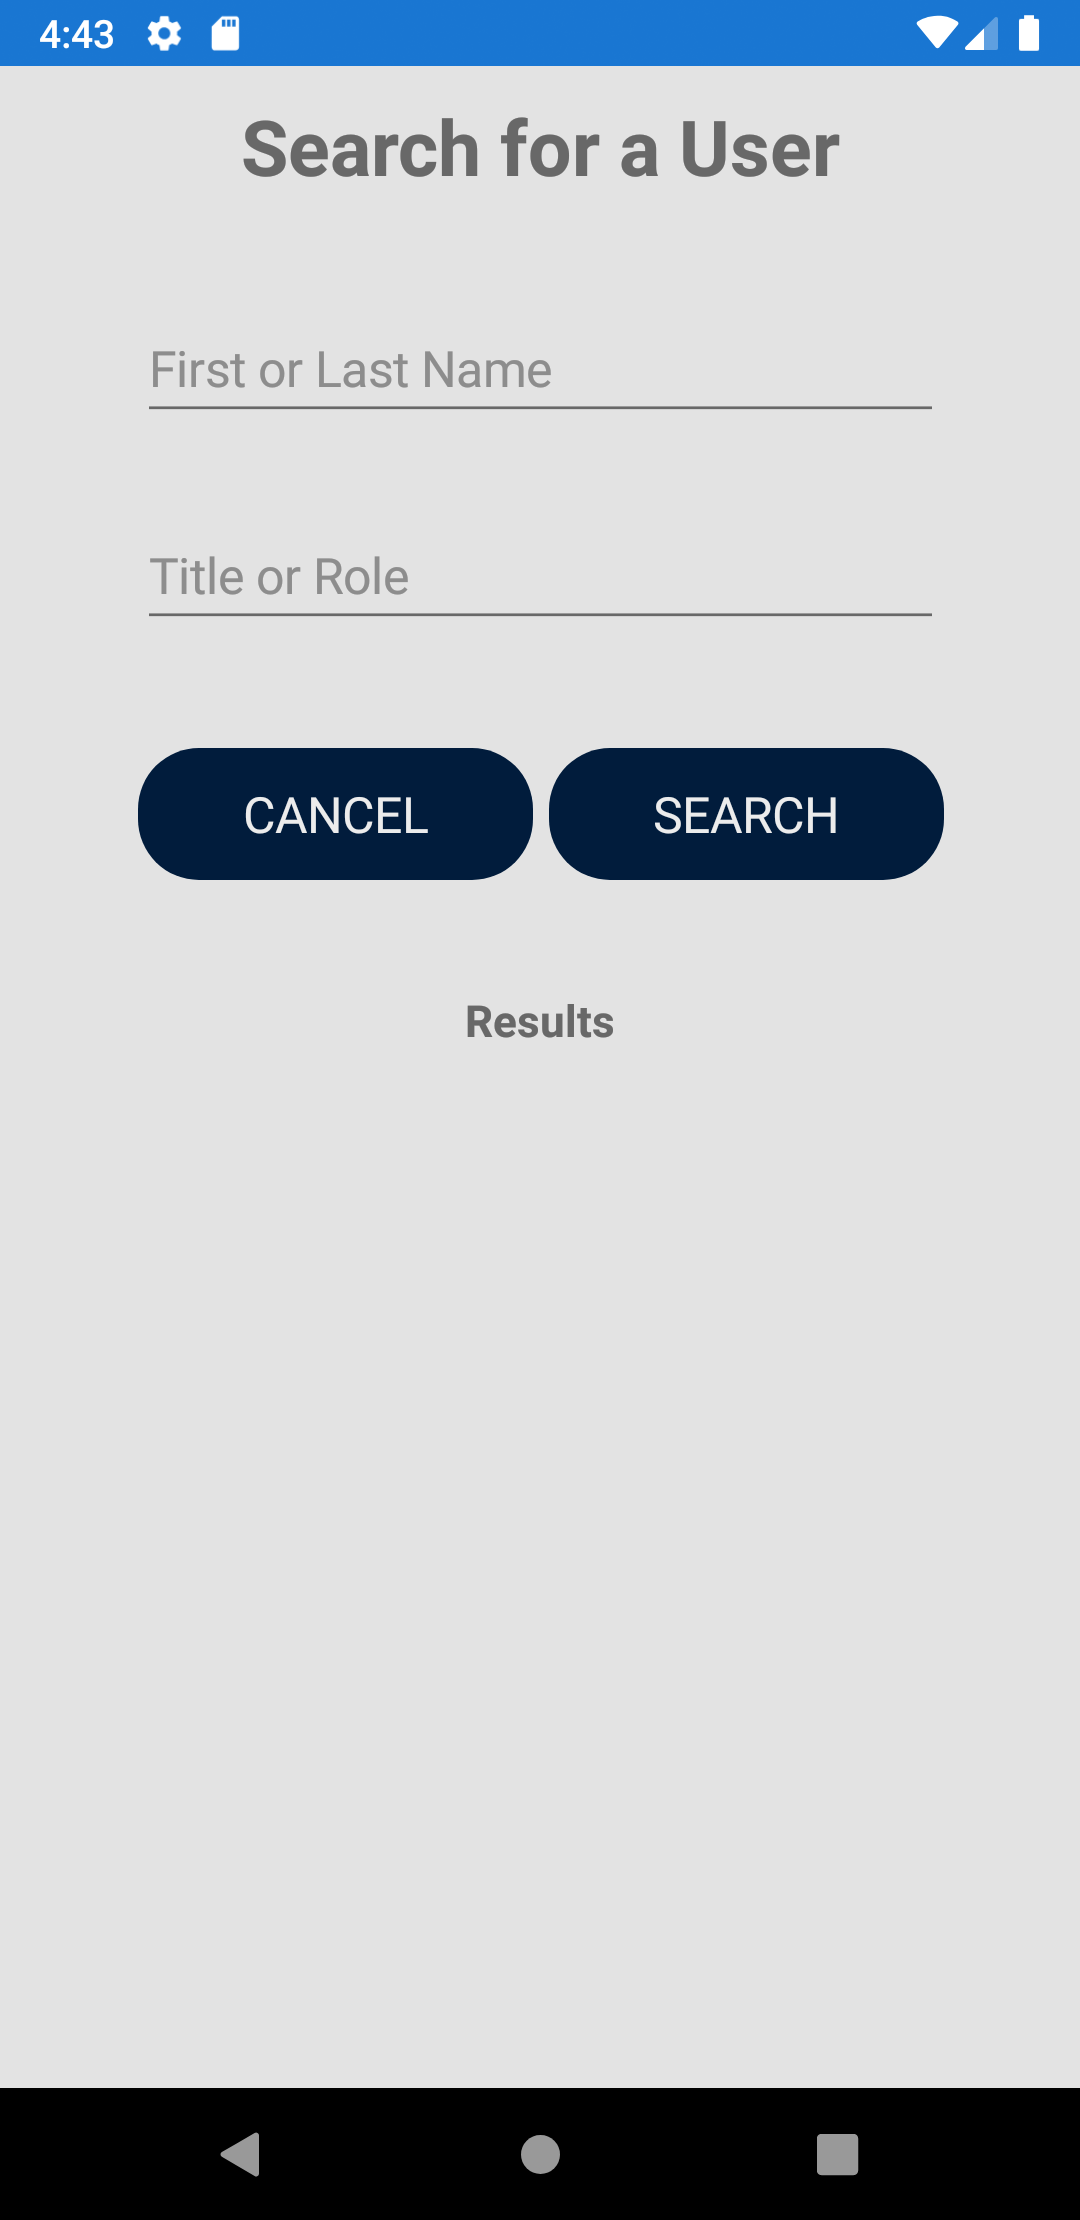 4:43
Search for a User
First or Last Name
Title or Role
CANCEL SEARCH
Results